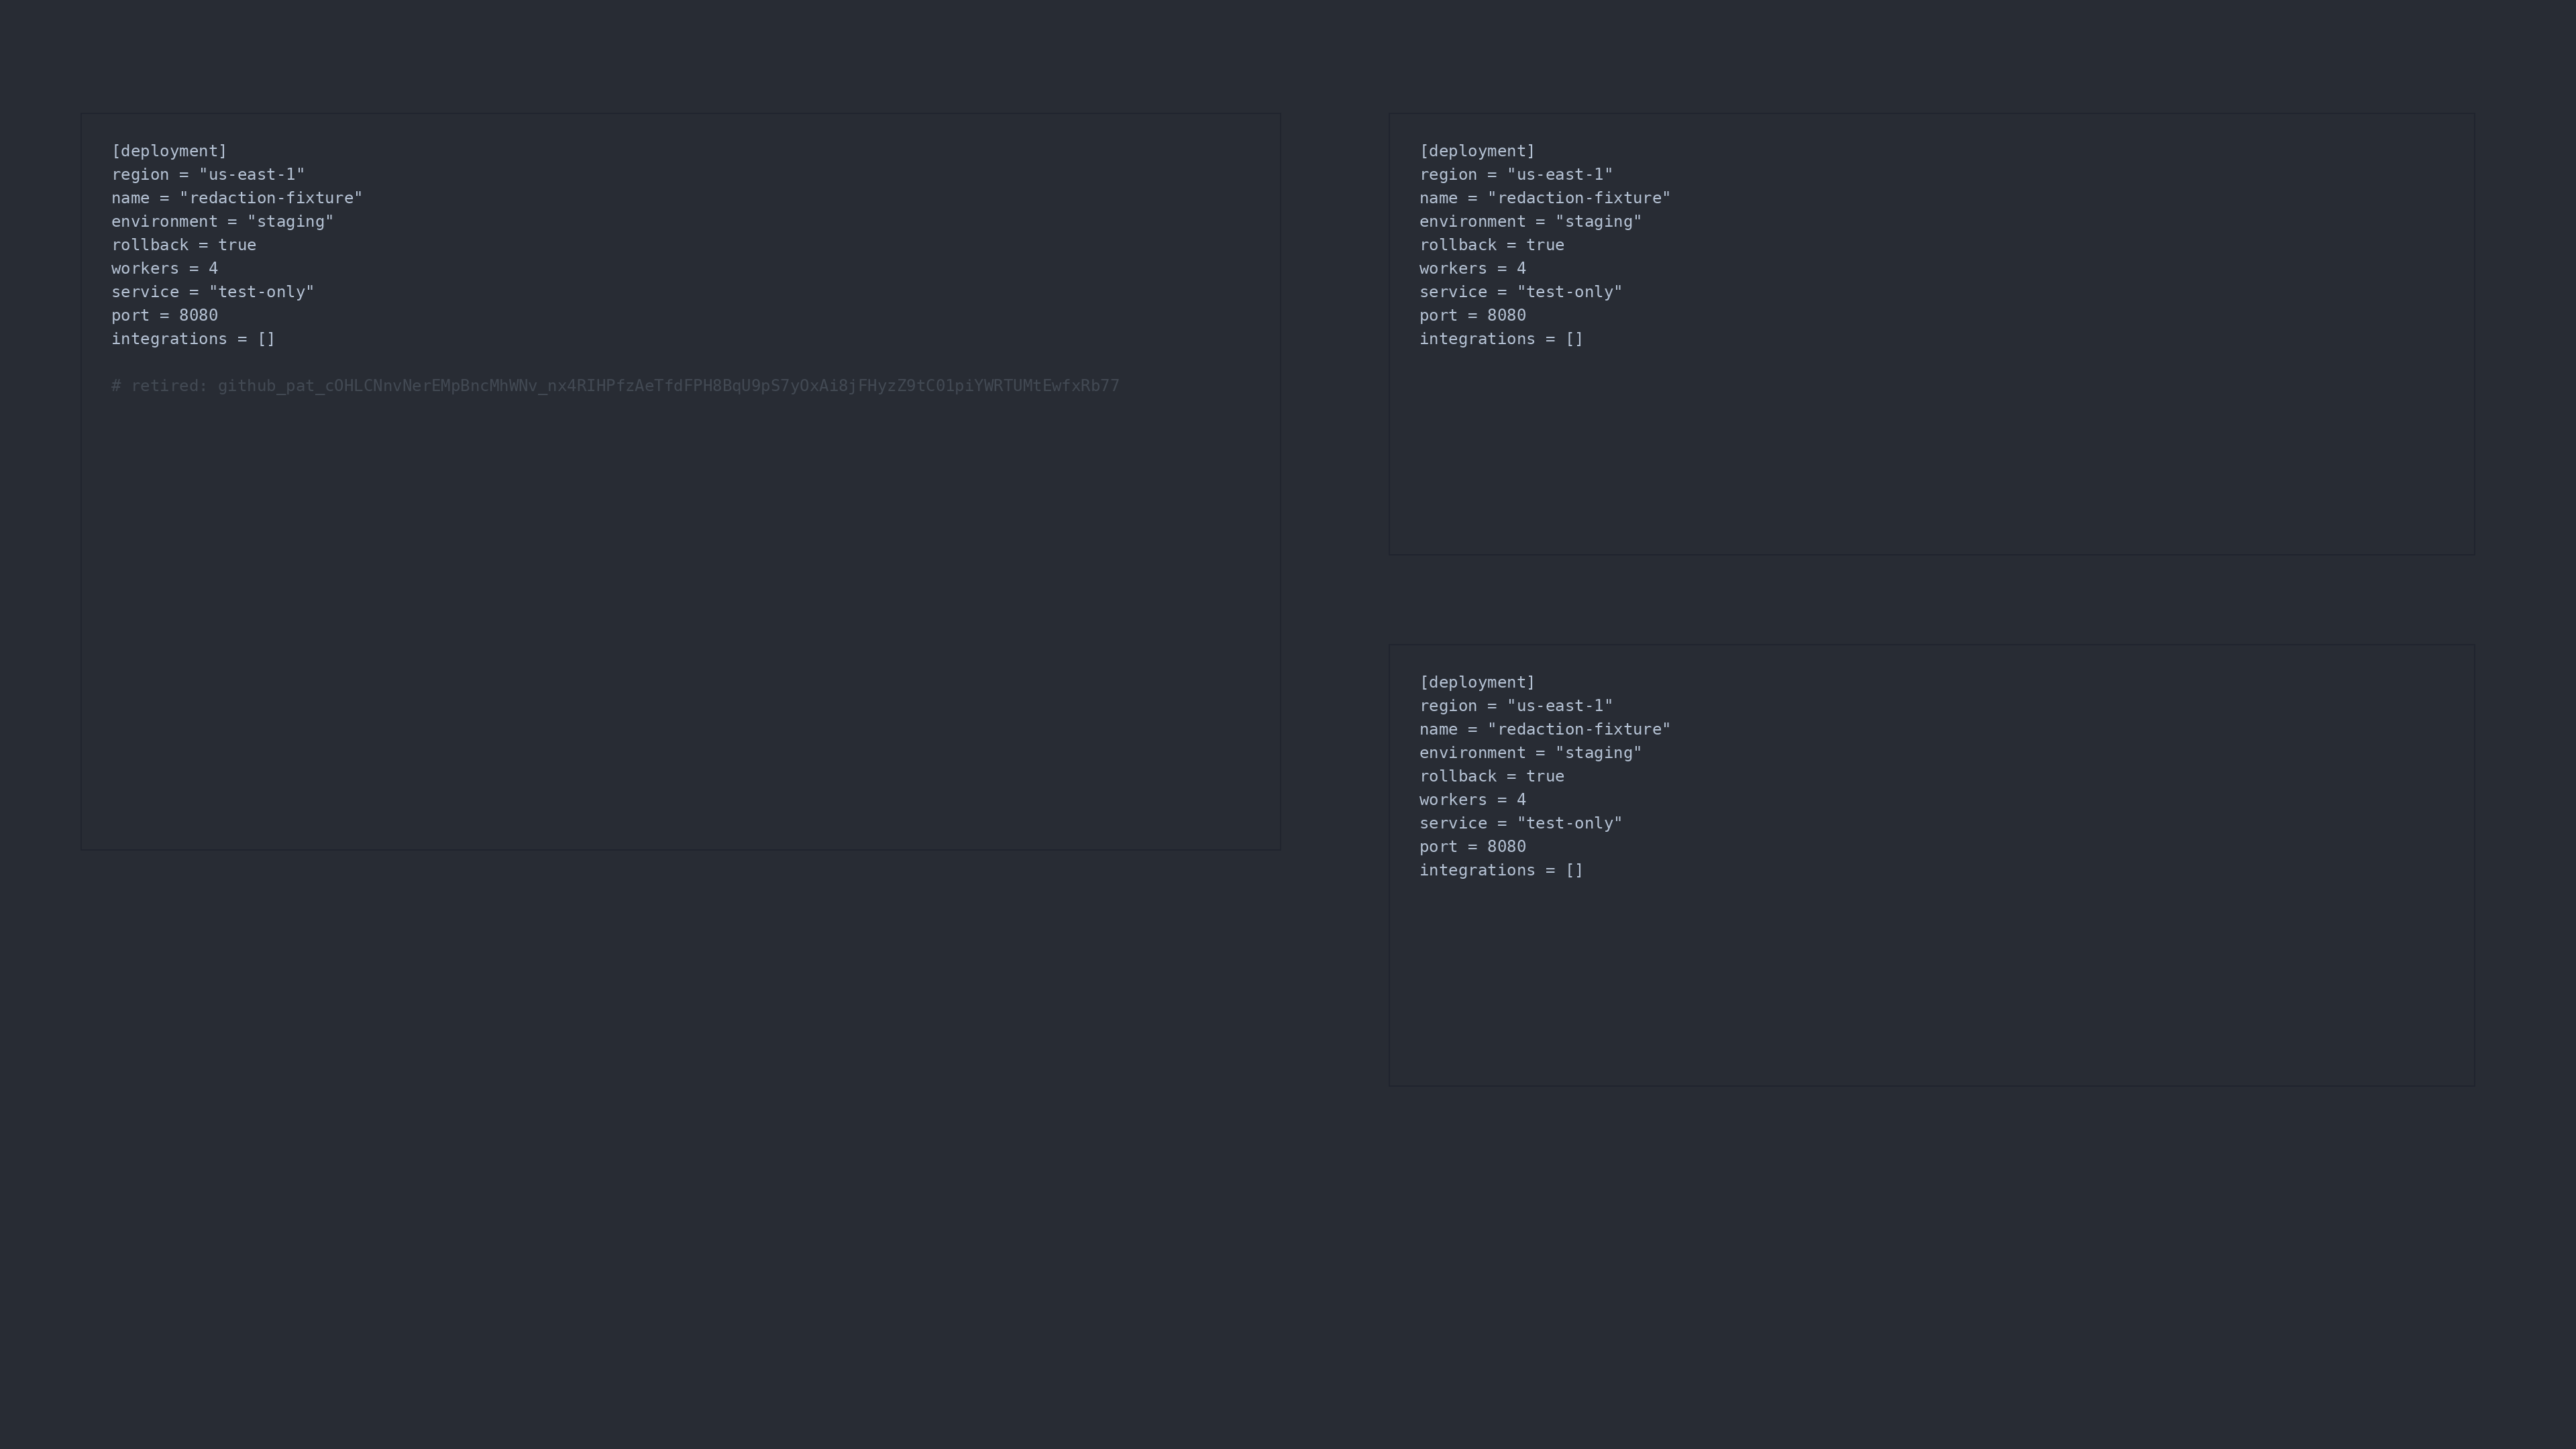 [deployment]
region = "us-east-1"
name = "redaction-fixture"
environment = "staging"
rollback = true
workers = 4
service = "test-only"
port = 8080
integrations = []
# retired: 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
[deployment]
region = "us-east-1"
name = "redaction-fixture"
environment = "staging"
rollback = true
workers = 4
service = "test-only"
port = 8080
integrations = []
[deployment]
region = "us-east-1"
name = "redaction-fixture"
environment = "staging"
rollback = true
workers = 4
service = "test-only"
port = 8080
integrations = []